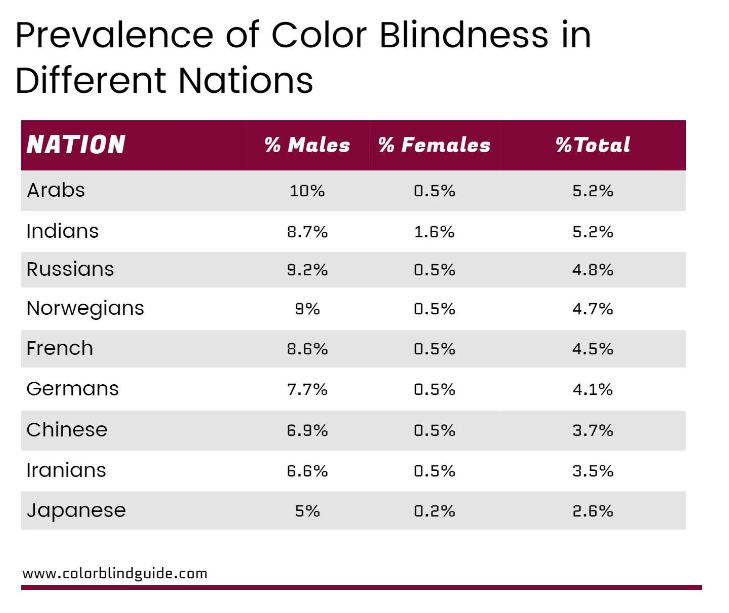 Prevalence of Color Blindness in
Different Nations
NATION % Males % Females %Total
Arabs 10% 0.5% 5.2%
Indians 8.7% 1.6% 5.2%
Russians 9.2% 0.5% 4.8%
Norwegians 9% 0.5% 4.7%
French 8.6% 0.5% 4.5%
Germans 7.7% 0.5% 4.1%
Chinese 6.9% 0.5% 3.7%
Iranians 6.6% 0.5% 3.5%
Japanese 5% 0.2% 2.6%
www.colorblindguide.com